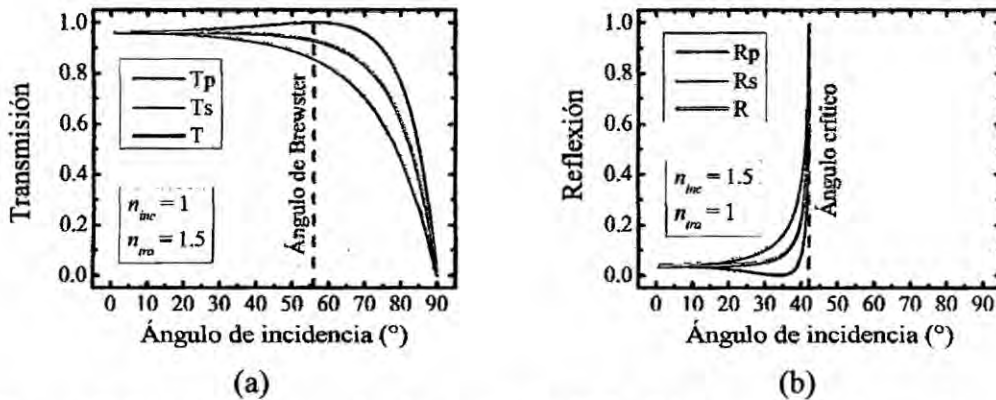 Transmisión
1.0
0.8
0.6
0.4
0.2
0.0
Tp
Ts
T
n_inc = 1
n_tra = 1.5
Ángulo de Brewster
0 10 20 30 40 50 60 70 80 90
Ángulo de incidencia (°)
(a)
Reflexión
1.0
0.8
0.6
0.4
0.2
0.0
Rp
Rs
R
n_inc = 1.5
n_tra = 1
Ángulo crítico
0 10 20 30 40 50 60 70 80 90
Ángulo de incidencia (°)
(b)